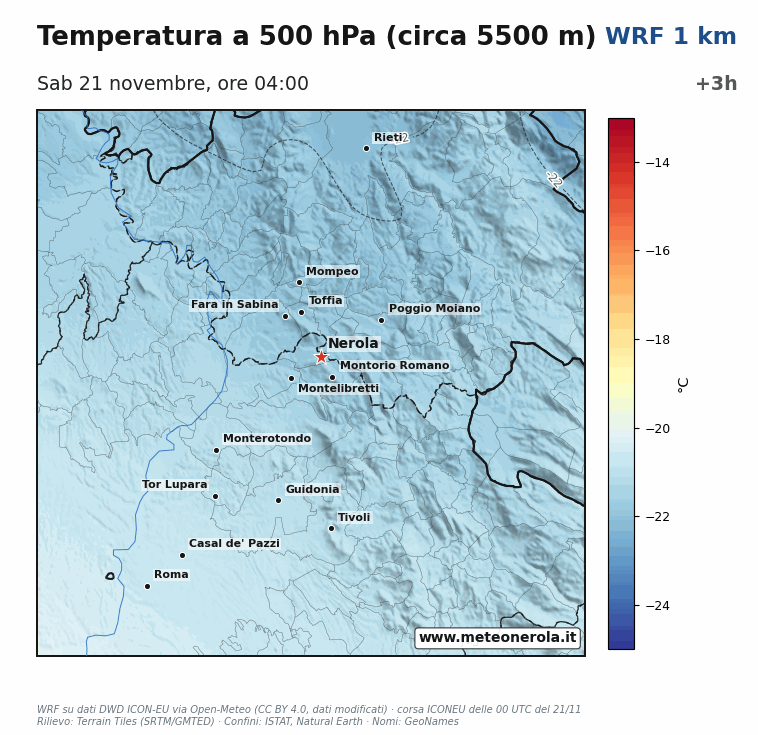 Temperatura a 500 hPa (circa 5500 m) WRF 1 km
Sab 21 novembre, ore 04:00 +3h
Rieti
-22
Mompeo
Toffia
Fara in Sabina
Poggio Moiano
Nerola
Montorio Romano
Montelibretti
Monterotondo
Tor Lupara
Guidonia
Tivoli
Casal de' Pazzi
Roma
www.meteonerola.it
−14
−16
−18
−20
−22
−24
°C
WRF su dati DWD ICON-EU via Open-Meteo (CC BY 4.0, dati modificati) · corsa ICONEU delle 00 UTC del 21/11
Rilievo: Terrain Tiles (SRTM/GMTED) · Confini: ISTAT, Natural Earth · Nomi: GeoNames